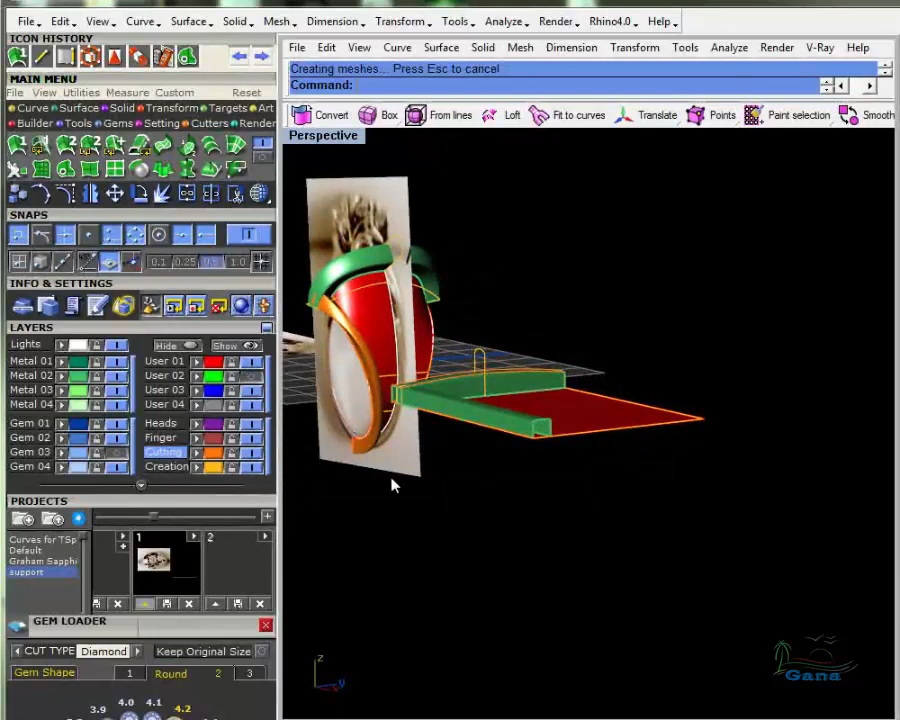 File Edit View Curve Surface Solid Mesh Dimension Transform Tools Analyze Render Rhino4.0 Help
ICON HISTORY
MAIN MENU
File View Utilities Measure Custom Reset
Curve Surface Solid Transform Targets Art
Builder Tools Gems Setting Cutters Render
SNAPS
0.1 0.25 0.5 1.0
INFO & SETTINGS
LAYERS
Lights Hide Show
Metal 01 User 01
Metal 02 User 02
Metal 03 User 03
Metal 04 User 04
Gem 01 Heads
Gem 02 Finger
Gem 03 Cutting
Gem 04 Creation
PROJECTS
1 2
Curves for TSp
Default
Graham Sapphi
support
GEM LOADER
CUT TYPE Diamond Keep Original Size
Gem Shape 1 Round 2 3
3.9 4.0 4.1 4.2
File Edit View Curve Surface Solid Mesh Dimension Transform Tools Analyze Render V-Ray Help
Creating meshes... Press Esc to cancel
Command:
Convert Box From lines Loft Fit to curves Translate Points Paint selection Smooth
Perspective
z
x y
Gana